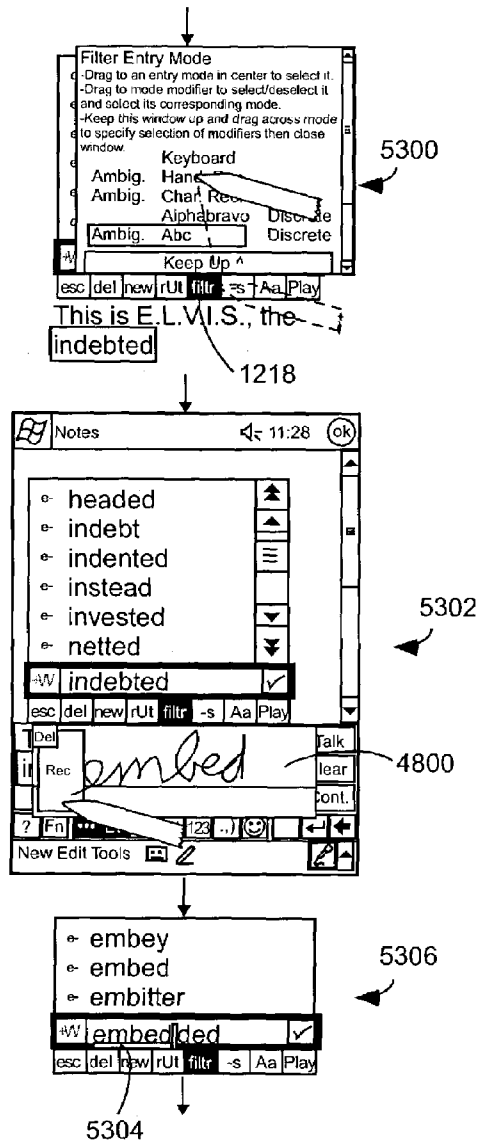 Filter Entry Mode
-Drag to an entry mode in center to select it.
-Drag to mode modifier to select/deselect it
and select its corresponding mode.
-Keep this window up and drag across mode
to specify selection of modifiers then close
window.
Keyboard
Ambig.
Ambig. Char Rec
Alphabravo Discrete
Ambig. Abc Discrete
+W Keep Up ^
esc del new rUt filtr -s Aa Play
This is E.L.V.I.S., the
indebted
5300
1218
Notes 11:28 ok
e- headed
e- indebt
e- indented
e- instead
e- invested
e- netted
+W indebted
esc del new rUt filtr -s Aa Play
5302
Del Talk
Rec embed lear
Cont.
4800
? Fn 123 .,)
New Edit Tools
e- embey
e- embed
e- embitter
+W embedded
esc del new rUt filtr -s Aa Play
5306
5304